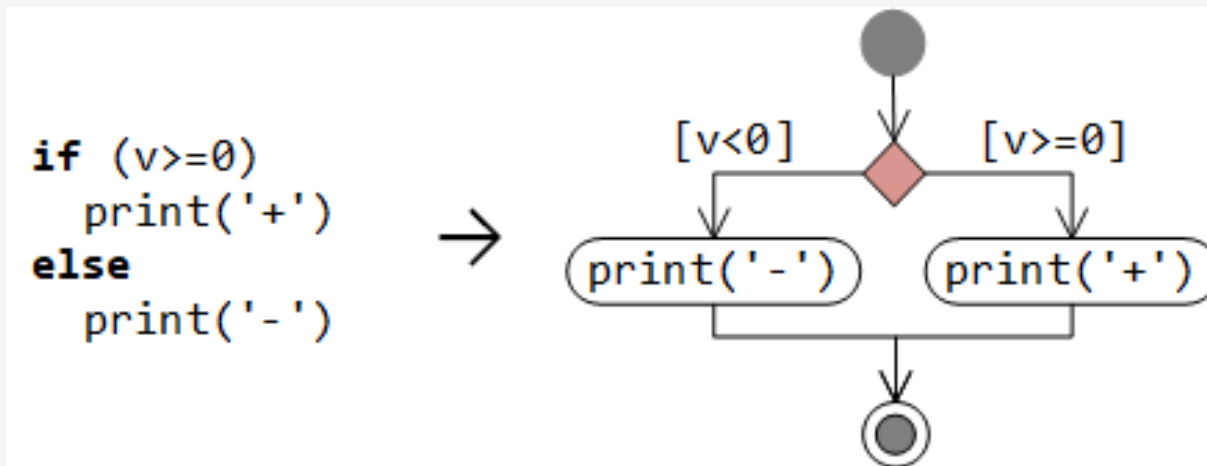 if (v>=0)
print('+')
else
print('-')
[v<0]
[v>=0]
print('-')
print('+')